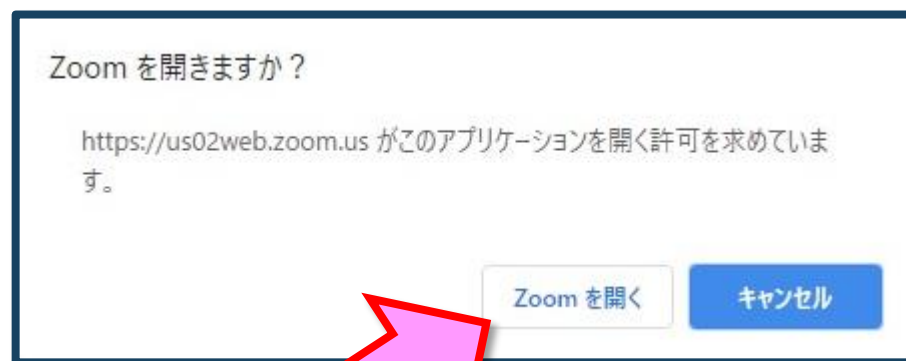 Zoom を開きますか？
https://us02web.zoom.us がこのアプリケーションを開く許可を求めていま
す。
Zoom を開く キャンセル